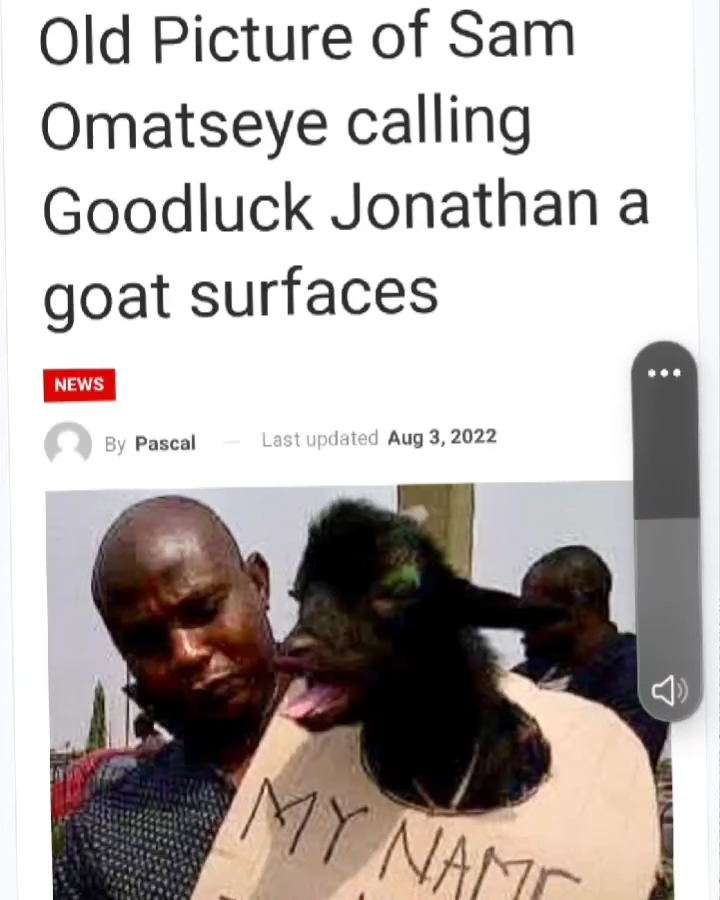 Old Picture of Sam
Omatseye calling
Goodluck Jonathan a
goat surfaces
NEWS
By Pascal — Last updated Aug 3, 2022
MY NAME